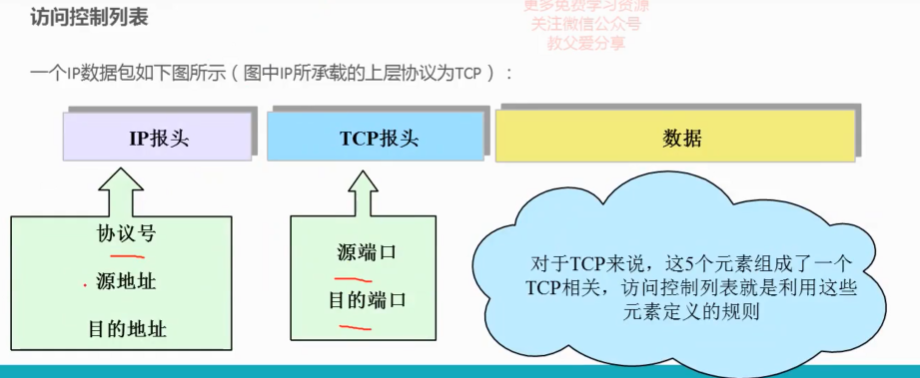 访问控制列表
更多免费学习资源
关注微信公众号
教父爱分享
一个IP数据包如下图所示（图中IP所承载的上层协议为TCP）：
IP报头
TCP报头
数据
协议号
源地址
目的地址
源端口
目的端口
对于TCP来说，这5个元素组成了一个
TCP相关，访问控制列表就是利用这些
元素定义的规则